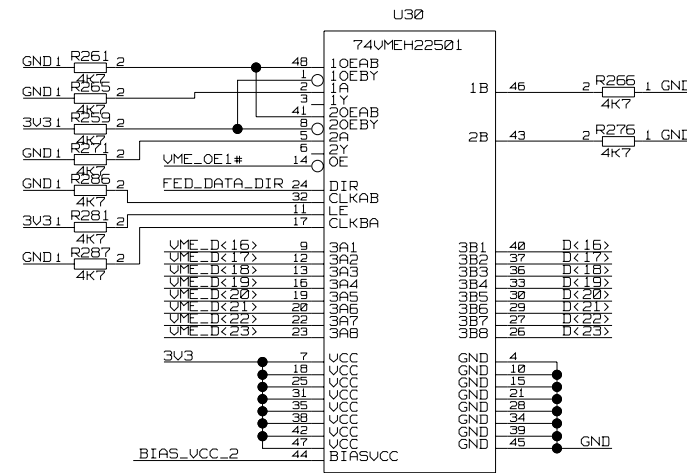 U30
74VMEH22501
GND 1 R261 2 48 1OEAB
4K7 1 1OEBY
GND 1 R265 2 2 1A 1B 46 2 R266 1 GND
4K7 3 1Y 4K7
41 2OEAB
3V3 1 R259 2 8 2OEBY
4K7 5 2A 2B 43 2 R276 1 GND
GND 1 R271 2 6 2Y 4K7
4K7 VME_OE1# 14 OE
GND 1 R286 2 FED_DATA_DIR 24 DIR
4K7 32 CLKAB
3V3 1 R281 2 11 LE
4K7 17 CLKBA
GND 1 R287 2
4K7
VME_D<16> 9 3A1 3B1 40 D<16>
VME_D<17> 12 3A2 3B2 37 D<17>
VME_D<18> 13 3A3 3B3 36 D<18>
VME_D<19> 16 3A4 3B4 33 D<19>
VME_D<20> 19 3A5 3B5 30 D<20>
VME_D<21> 20 3A6 3B6 29 D<21>
VME_D<22> 22 3A7 3B7 27 D<22>
VME_D<23> 23 3A8 3B8 26 D<23>
3V3 7 VCC GND 4
18 VCC GND 10
25 VCC GND 15
31 VCC GND 21
35 VCC GND 28
38 VCC GND 34
42 VCC GND 39
47 VCC GND 45 GND
BIAS_VCC_2 44 BIASVCC